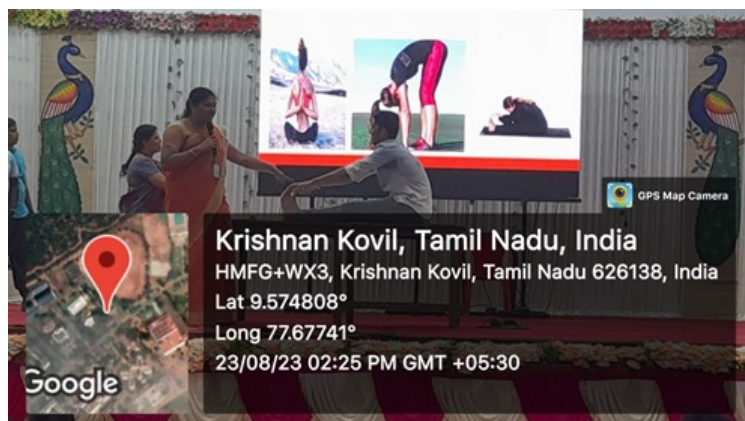 GPS Map Camera
Krishnan Kovil, Tamil Nadu, India
HMFG+WX3, Krishnan Kovil, Tamil Nadu 626138, India
Lat 9.574808°
Long 77.67741°
23/08/23 02:25 PM GMT +05:30
Google